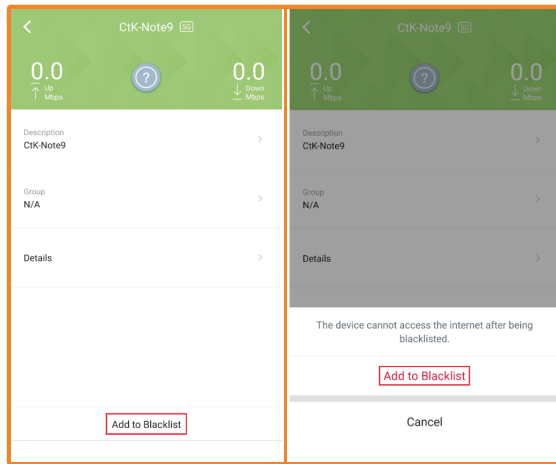 CtK-Note9 5G
0.0
Up
Mbps
?
0.0
Down
Mbps
Description
CtK-Note9
Group
N/A
Details
Add to Blacklist
CtK-Note9 5G
0.0
Up
Mbps
?
0.0
Down
Mbps
Description
CtK-Note9
Group
N/A
Details
The device cannot access the internet after being
blacklisted.
Add to Blacklist
Cancel